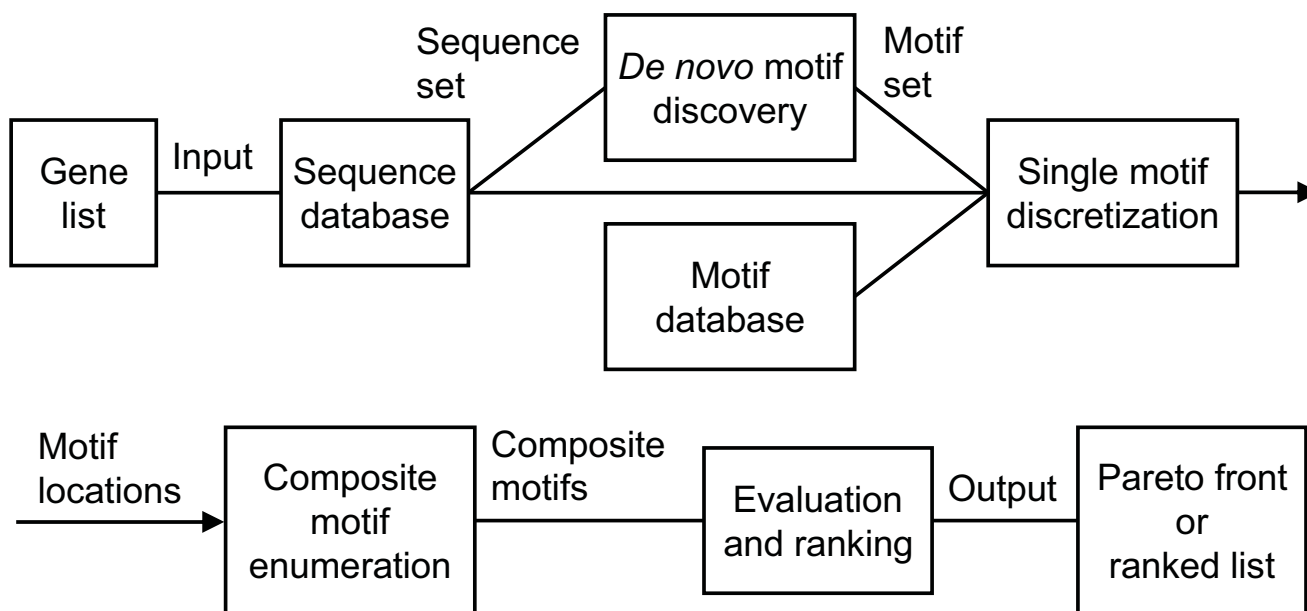 Gene
list
Input
Sequence
database
Sequence
set
De novo motif
discovery
Motif
set
Motif
database
Single motif
discretization
Motif
locations
Composite
motif
enumeration
Composite
motifs
Evaluation
and ranking
Output
Pareto front
or
ranked list